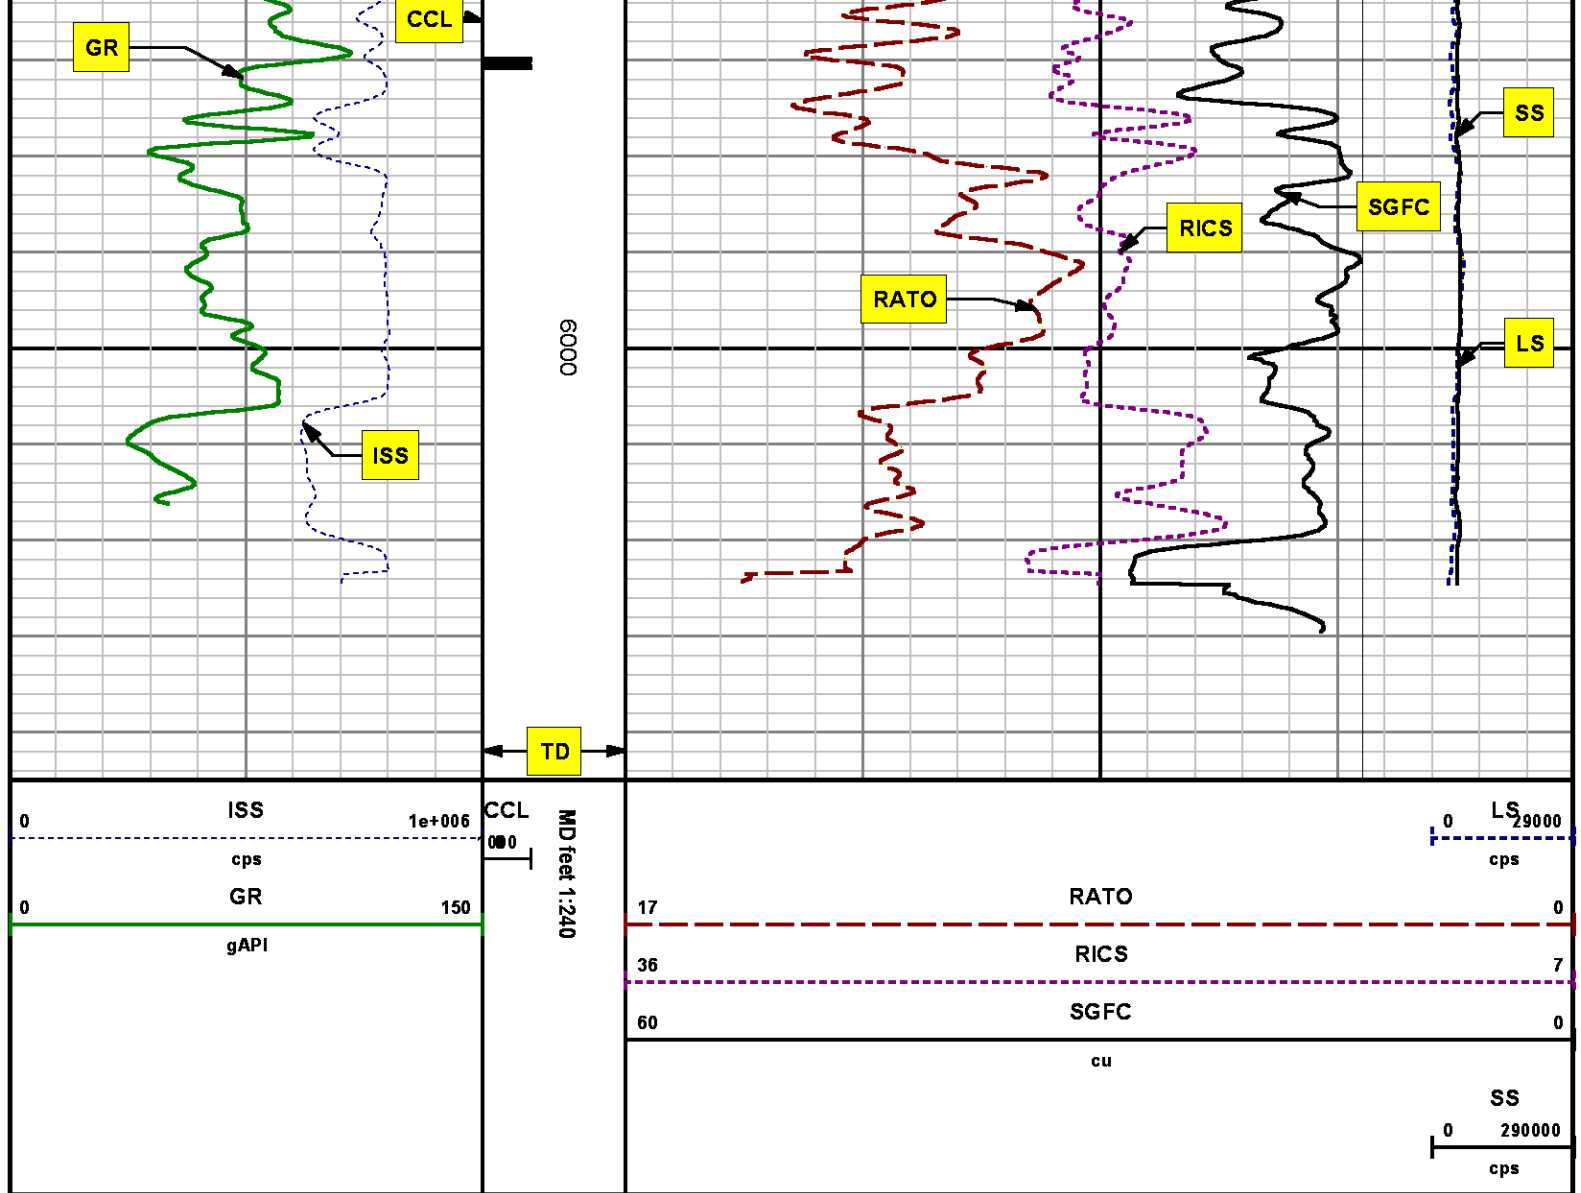 CCL
GR
SS
SGFC
RICS
RATO
6000
LS
ISS
TD
ISS
0 1e+006
cps
GR
0 150
gAPI
CCL
MD feet 1:240
LS
0 29000
cps
RATO
17 0
RICS
36 7
SGFC
60 0
cu
SS
0 290000
cps